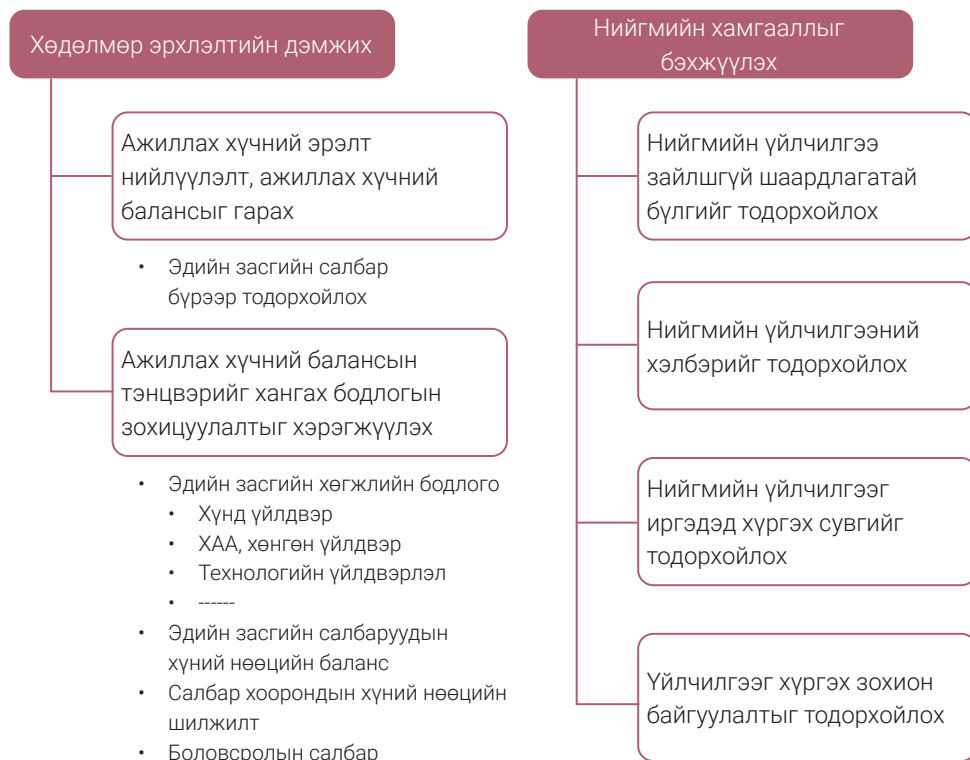 Хөдөлмөр эрхлэлтийн дэмжих
Ажиллах хүчний эрэлт
нийлүүлэлт, ажиллах хүчний
балансыг гарах
• Эдийн засгийн салбар
бүрээр тодорхойлох
Ажиллах хүчний балансын
тэнцвэрийг хангах бодлогын
зохицуулалтыг хэрэгжүүлэх
• Эдийн засгийн хөгжлийн бодлого
• Хүнд үйлдвэр
• ХАА, хөнгөн үйлдвэр
• Технологийн үйлдвэрлэл
• ------
• Эдийн засгийн салбаруудын
хүний нөөцийн баланс
• Салбар хоорондын хүний нөөцийн
шилжилт
• Боловсролын салбар
Нийгмийн хамгааллыг
бэхжүүлэх
Нийгмийн үйлчилгээ
зайлшгүй шаардлагатай
бүлгийг тодорхойлох
Нийгмийн үйлчилгээний
хэлбэрийг тодорхойлох
Нийгмийн үйлчилгээг
иргэдэд хүргэх сувгийг
тодорхойлох
Үйлчилгээг хүргэх зохион
байгуулалтыг тодорхойлох